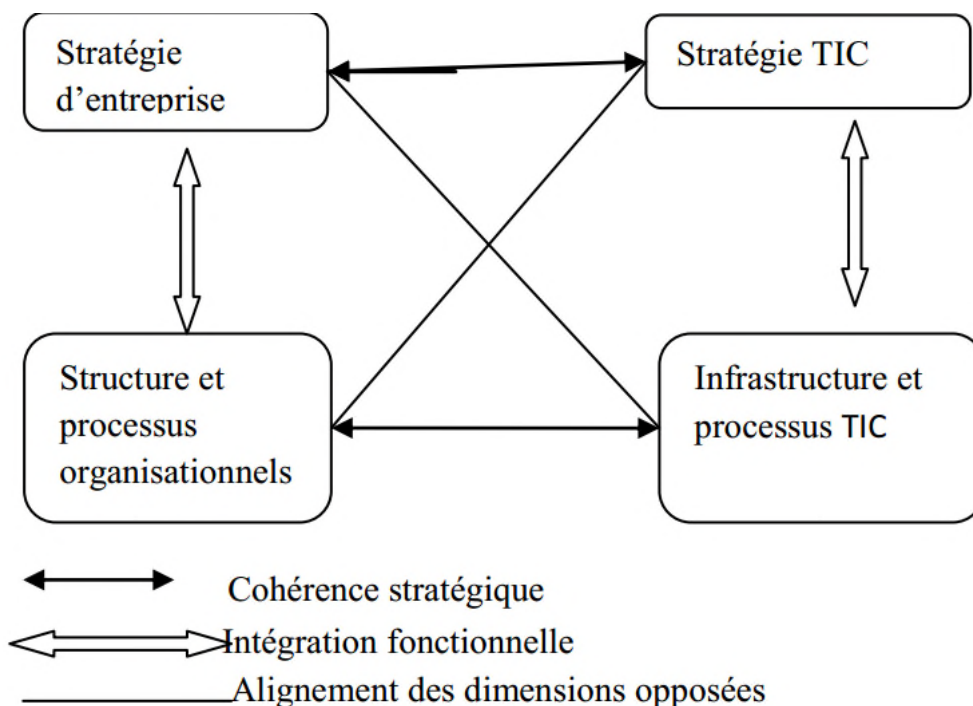 Stratégie
d'entreprise
Stratégie TIC
Structure et
processus
organisationnels
Infrastructure et
processus TIC
Cohérence stratégique
Intégration fonctionnelle
Alignement des dimensions opposées